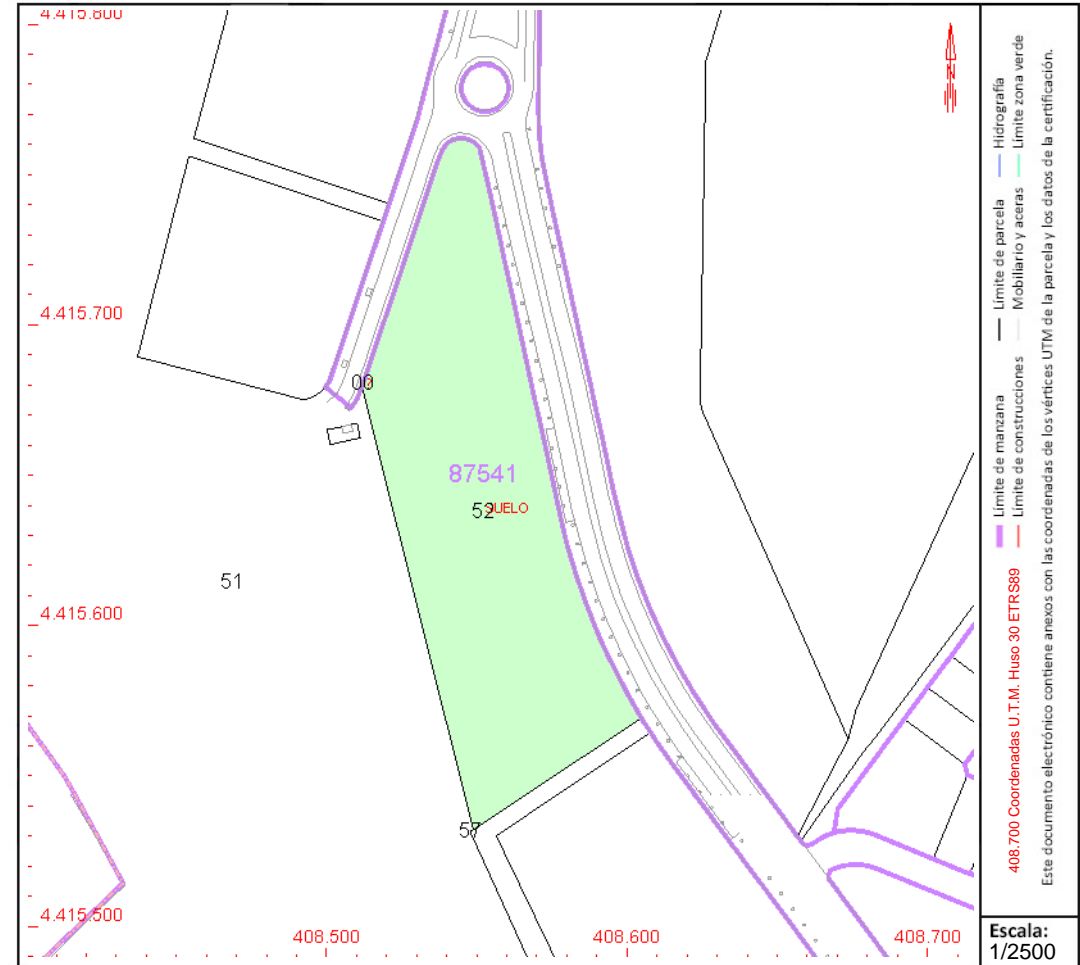 4.415.800
4.415.700
00
87541
52
SUELO
51
4.415.600
57
4.415.500
408.500
408.600
408.700
N
Hidrografía
Límite zona verde
Límite de parcela
Mobiliario y aceras
Límite de manzana
Límite de construcciones
408.700 Coordenadas U.T.M. Huso 30 ETRS89
Este documento electrónico contiene anexos con las coordenadas de los vértices UTM de la parcela y los datos de la certificación.
Escala:
1/2500